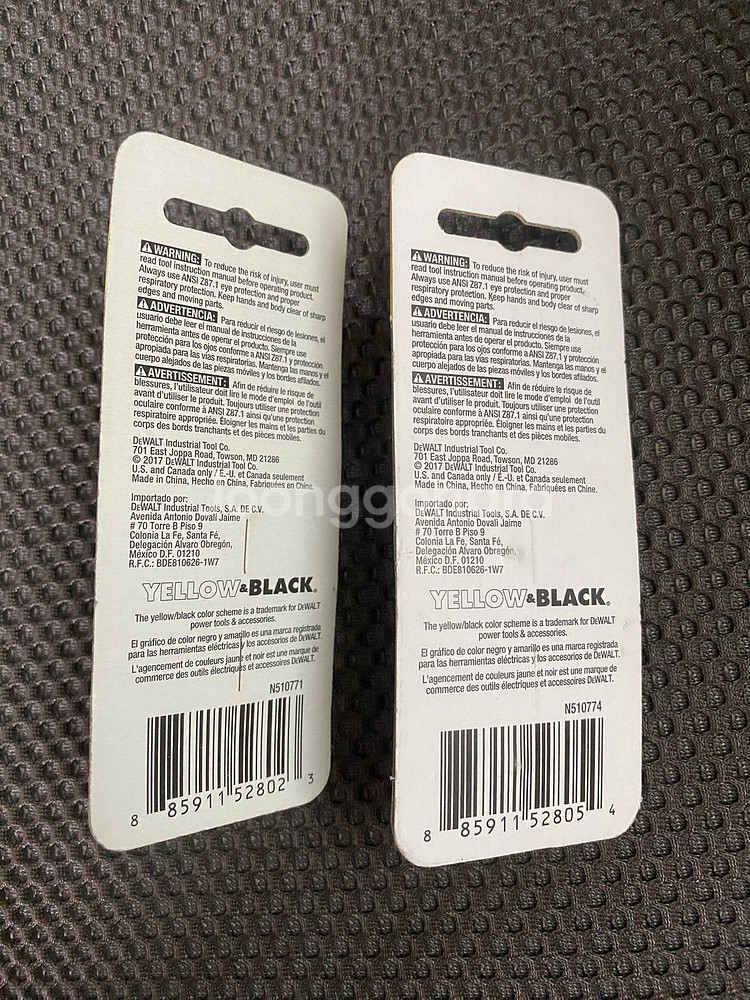 WARNING: To reduce the risk of injury, user must
read tool instruction manual before operating product.
Always use ANSI Z87.1 eye protection and proper
respiratory protection. Keep hands and body clear of sharp
edges and moving parts.
ADVERTENCIA: Para reducir el riesgo de lesiones, el
usuario debe leer el manual de instrucciones de la
herramienta antes de operar el producto. Siempre use
protección para los ojos conforme a ANSI Z87.1 y protección
apropiada para las vías respiratorias. Mantenga las manos y el
cuerpo alejados de las piezas móviles y los bordes afilados.
AVERTISSEMENT: Afin de réduire le risque de
blessures, l'utilisateur doit lire le mode d'emploi de l'outil
avant d'utiliser le produit. Toujours utiliser une protection
oculaire conforme à ANSI Z87.1 ainsi qu'une protection
respiratoire appropriée. Éloigner les mains et les parties du
corps des bords tranchants et des pièces mobiles.
DEWALT Industrial Tool Co.
701 East Joppa Road, Towson, MD 21286
© 2017 DEWALT Industrial Tool Co.
U.S. and Canada only / É.-U. et Canada seulement
Made in China, Hecho en China, Fabriquées en Chine.
Importado por:
DEWALT Industrial Tools, S.A. DE C.V.
Avenida Antonio Dovali Jaime
# 70 Torre B Piso 9
Colonia La Fe, Santa Fé,
Delegación Alvaro Obregón,
México D.F. 01210
R.F.C.: BDE810626-1W7
YELLOW&BLACK.
The yellow/black color scheme is a trademark for DEWALT
power tools & accessories.
El gráfico de color negro y amarillo es una marca registrada
para las herramientas eléctricas y los accesorios de DEWALT.
L'agencement de couleurs jaune et noir est une marque de
commerce des outils électriques et accessoires DEWALT.
N510771
8 85911 52802 3
WARNING: To reduce the risk of injury, user must
read tool instruction manual before operating product.
Always use ANSI Z87.1 eye protection and proper
respiratory protection. Keep hands and body clear of sharp
edges and moving parts.
ADVERTENCIA: Para reducir el riesgo de lesiones, el
usuario debe leer el manual de instrucciones de la
herramienta antes de operar el producto. Siempre use
protección para los ojos conforme a ANSI Z87.1 y protección
apropiada para las vías respiratorias. Mantenga las manos y el
cuerpo alejados de las piezas móviles y los bordes afilados.
AVERTISSEMENT: Afin de réduire le risque de
blessures, l'utilisateur doit lire le mode d'emploi de l'outil
avant d'utiliser le produit. Toujours utiliser une protection
oculaire conforme à ANSI Z87.1 ainsi qu'une protection
respiratoire appropriée. Éloigner les mains et les parties du
corps des bords tranchants et des pièces mobiles.
DEWALT Industrial Tool Co.
701 East Joppa Road, Towson, MD 21286
© 2017 DEWALT Industrial Tool Co.
U.S. and Canada only / É.-U. et Canada seulement
Made in China, Hecho en China, Fabriquées en Chine.
Importado por:
DEWALT Industrial Tools, S.A. DE C.V.
Avenida Antonio Dovali Jaime
# 70 Torre B Piso 9
Colonia La Fe, Santa Fé,
Delegación Alvaro Obregón,
México D.F. 01210
R.F.C.: BDE810626-1W7
YELLOW&BLACK.
The yellow/black color scheme is a trademark for DEWALT
power tools & accessories.
El gráfico de color negro y amarillo es una marca registrada
para las herramientas eléctricas y los accesorios de DEWALT.
L'agencement de couleurs jaune et noir est une marque de
commerce des outils électriques et accessoires DEWALT.
N510774
8 85911 52805 4